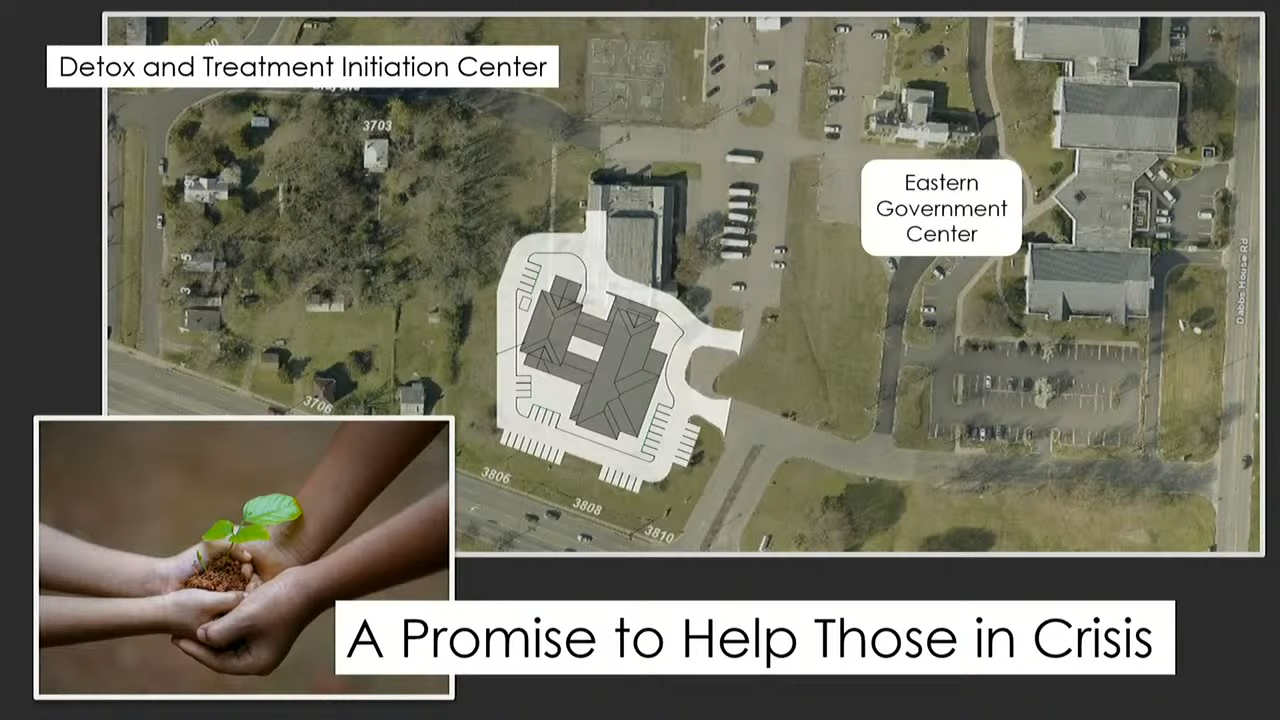 Detox and Treatment Initiation Center
3703
Eastern
Government
Center
Dabbs House Rd
3706
3806
3808
3810
A Promise to Help Those in Crisis